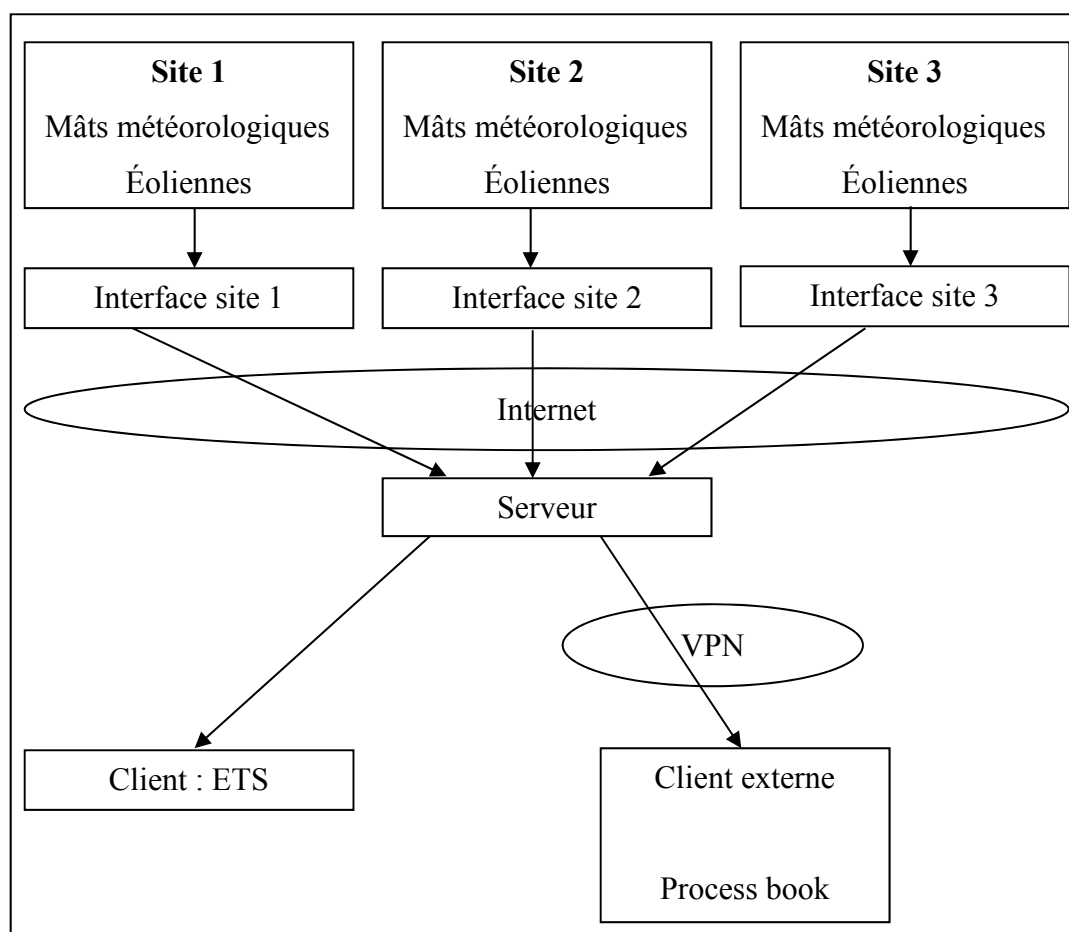 Site 1
Mâts météorologiques
Éoliennes
Site 2
Mâts météorologiques
Éoliennes
Site 3
Mâts météorologiques
Éoliennes
Interface site 1
Interface site 2
Interface site 3
Internet
Serveur
VPN
Client : ETS
Client externe
Process book